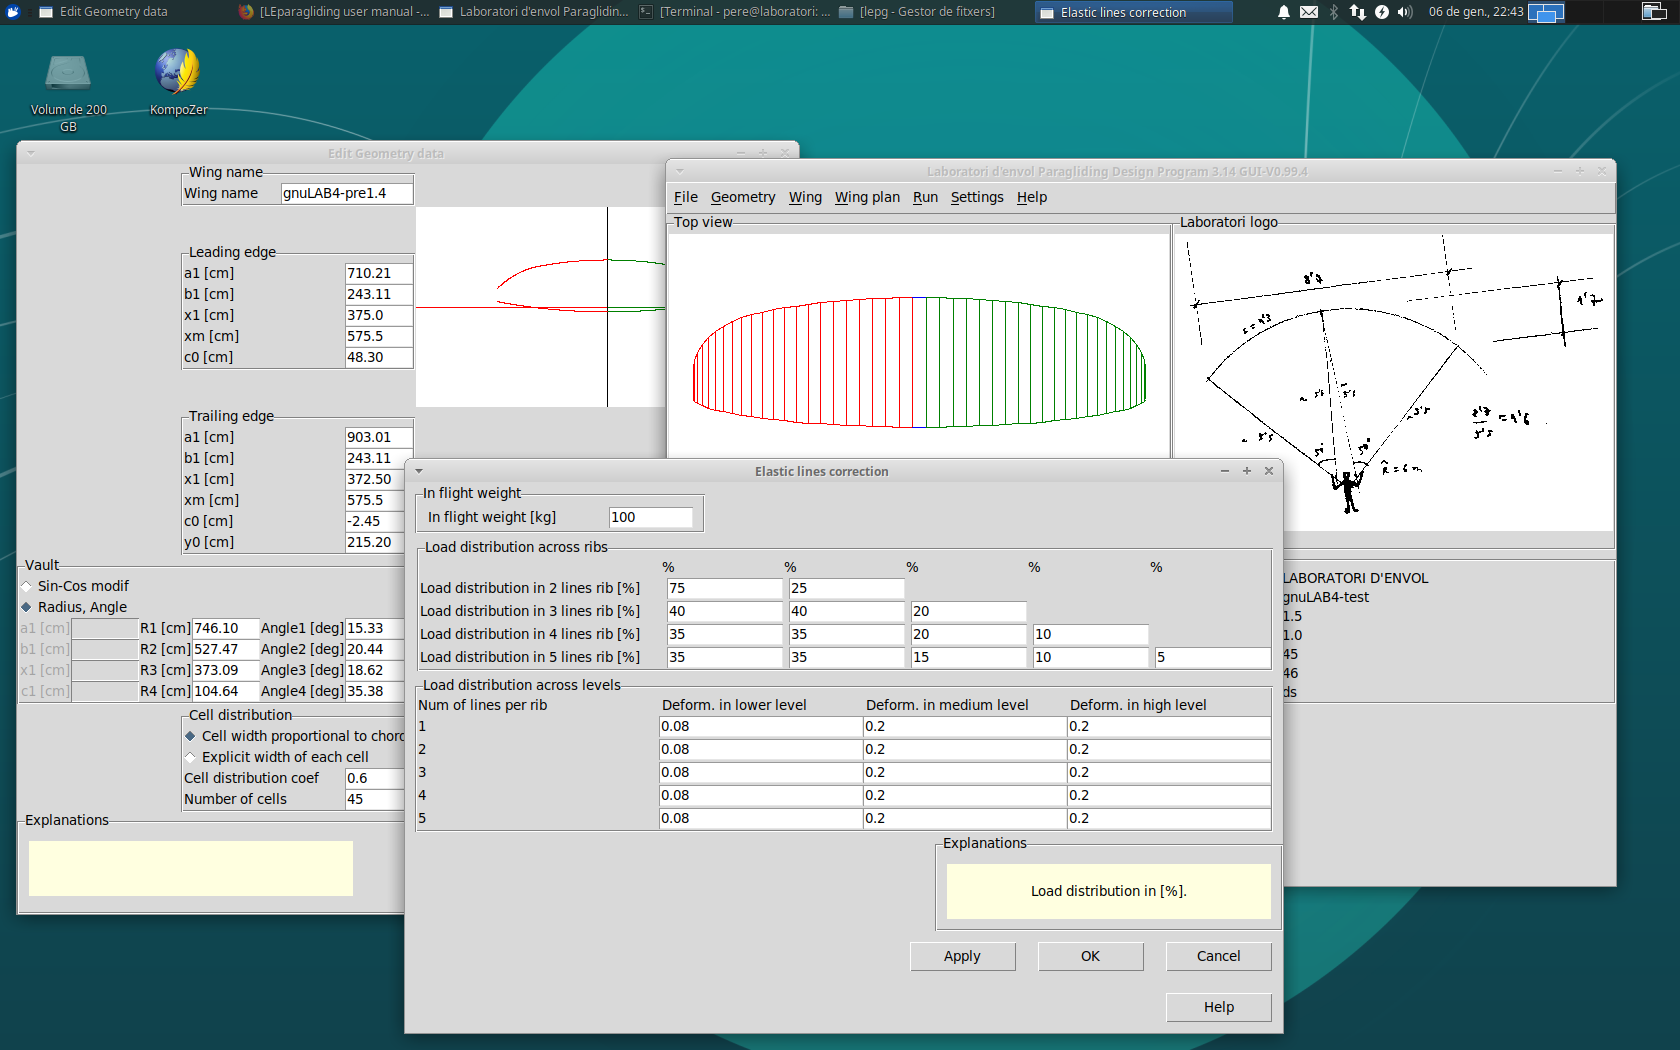 Edit Geometry data
[LEparagliding user manual -...
Laboratori d'envol Paraglidin...
[Terminal - pere@laboratori: ...
[lepg - Gestor de fitxers]
Elastic lines correction
06 de gen., 22:43
Volum de 200 GB
KompoZer
Edit Geometry data
Wing name
Wing name gnuLAB4-pre1.4
Leading edge
a1 [cm] 710.21
b1 [cm] 243.11
x1 [cm] 375.0
xm [cm] 575.5
c0 [cm] 48.30
Trailing edge
a1 [cm] 903.01
b1 [cm] 243.11
x1 [cm] 372.50
xm [cm] 575.5
c0 [cm] -2.45
y0 [cm] 215.20
Vault
Sin-Cos modif
Radius, Angle
a1 [cm] R1 [cm] 746.10 Angle1 [deg] 15.33
b1 [cm] R2 [cm] 527.47 Angle2 [deg] 20.44
x1 [cm] R3 [cm] 373.09 Angle3 [deg] 18.62
c1 [cm] R4 [cm] 104.64 Angle4 [deg] 35.38
Cell distribution
Cell width proportional to chord
Explicit width of each cell
Cell distribution coef 0.6
Number of cells 45
Explanations
Laboratori d'envol Paragliding Design Program 3.14 GUI-V0.99.4
File Geometry Wing Wing plan Run Settings Help
Top view
Laboratori logo
LABORATORI D'ENVOL
gnuLAB4-test
1.5
1.0
45
46
ds
Elastic lines correction
In flight weight
In flight weight [kg] 100
Load distribution across ribs
% % % % %
Load distribution in 2 lines rib [%] 75 25
Load distribution in 3 lines rib [%] 40 40 20
Load distribution in 4 lines rib [%] 35 35 20 10
Load distribution in 5 lines rib [%] 35 35 15 10 5
Load distribution across levels
Num of lines per rib Deform. in lower level Deform. in medium level Deform. in high level
1 0.08 0.2 0.2
2 0.08 0.2 0.2
3 0.08 0.2 0.2
4 0.08 0.2 0.2
5 0.08 0.2 0.2
Explanations
Load distribution in [%].
Apply OK Cancel
Help